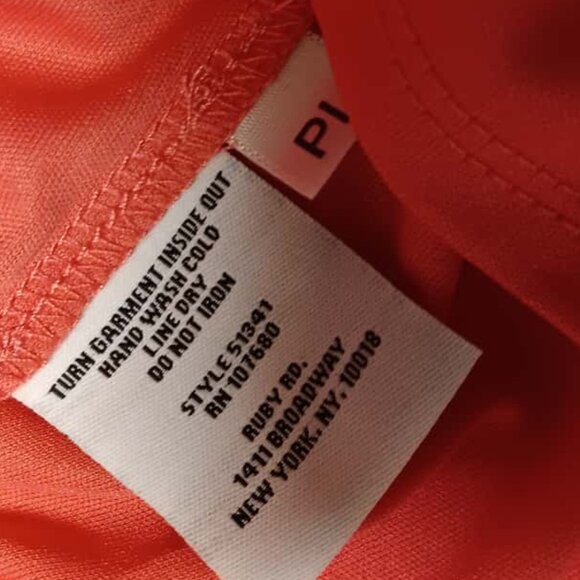 PI
TURN GARMENT INSIDE OUT
HAND WASH COLD
LINE DRY
DO NOT IRON
STYLE 51341
RN 107680
RUBY RD.
1411 BROADWAY
NEW YORK, NY, 10018